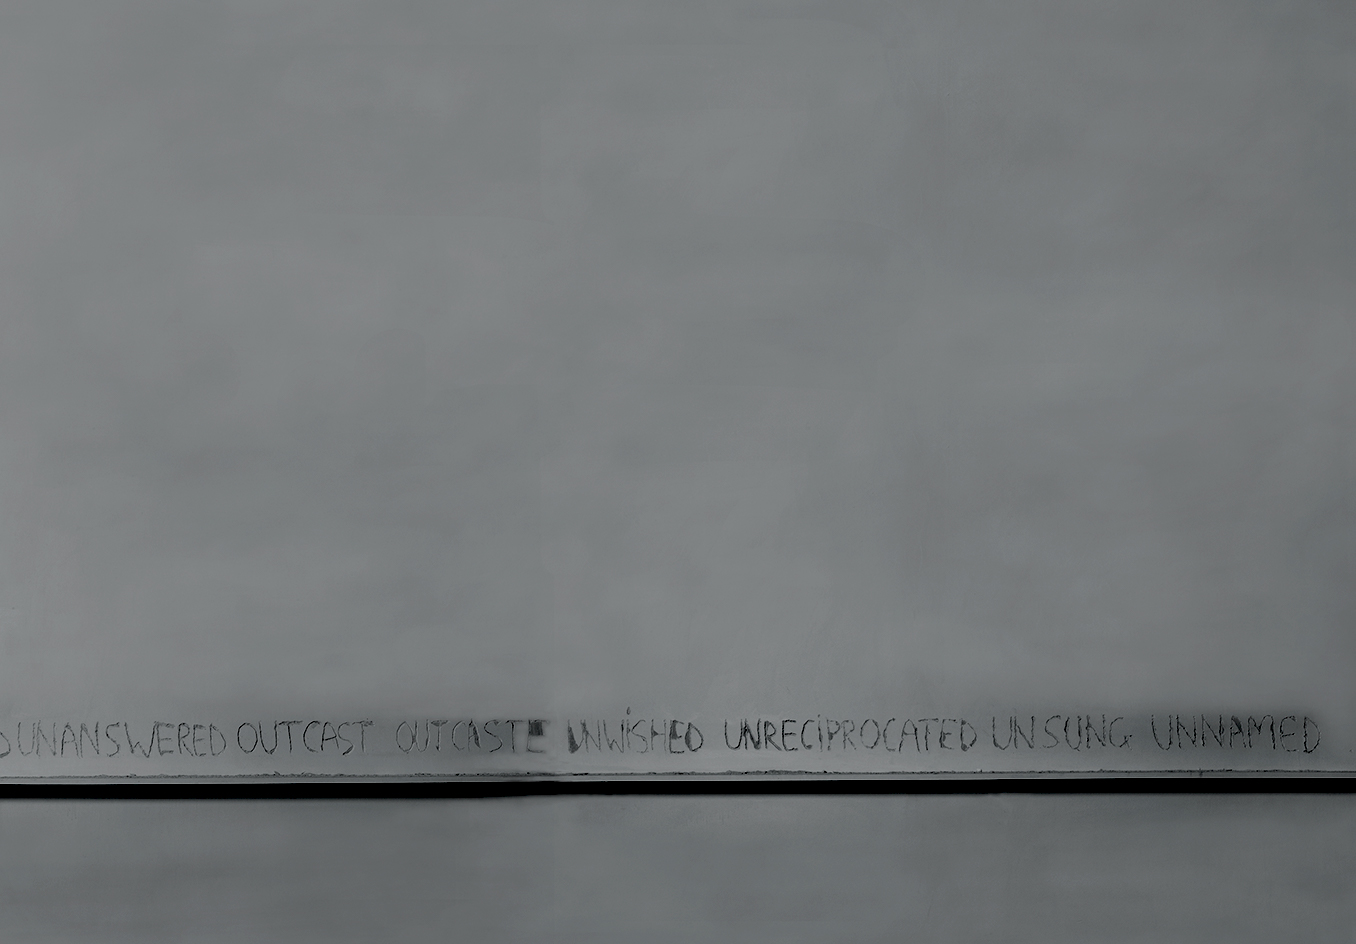 UNANSWERED OUTCAST OUTCASTE UNWiSHED UNRECiPROCATED UNSUNG UNNAMED